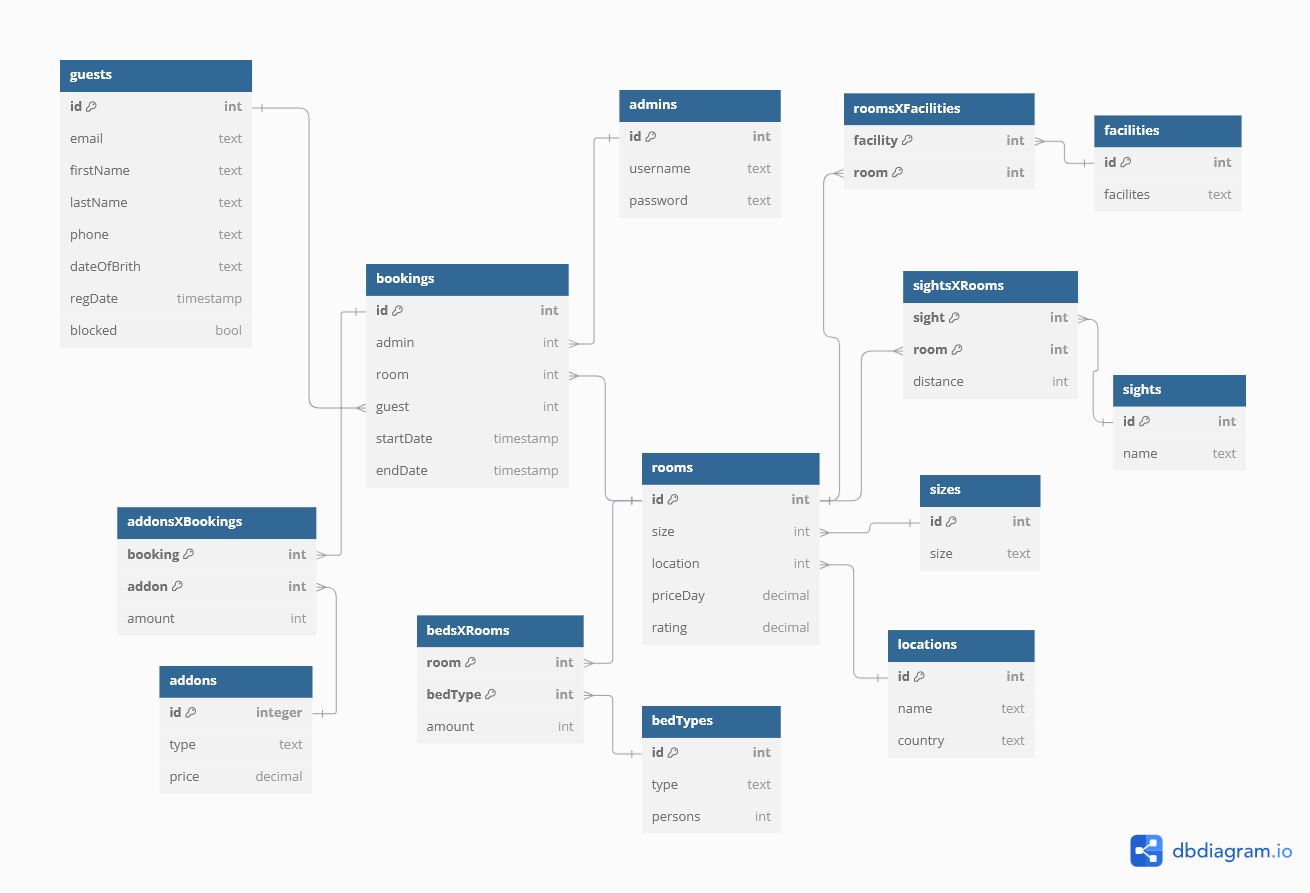 guests
id int
email text
firstName text
lastName text
phone text
dateOfBrith text
regDate timestamp
blocked bool
admins
id int
username text
password text
roomsXFacilities
facility int
room int
facilities
id int
facilites text
bookings
id int
admin int
room int
guest int
startDate timestamp
endDate timestamp
sightsXRooms
sight int
room int
distance int
sights
id int
name text
rooms
id int
size int
location int
priceDay decimal
rating decimal
sizes
id int
size text
addonsXBookings
booking int
addon int
amount int
bedsXRooms
room int
bedType int
amount int
locations
id int
name text
country text
addons
id integer
type text
price decimal
bedTypes
id int
type text
persons int
dbdiagram.io